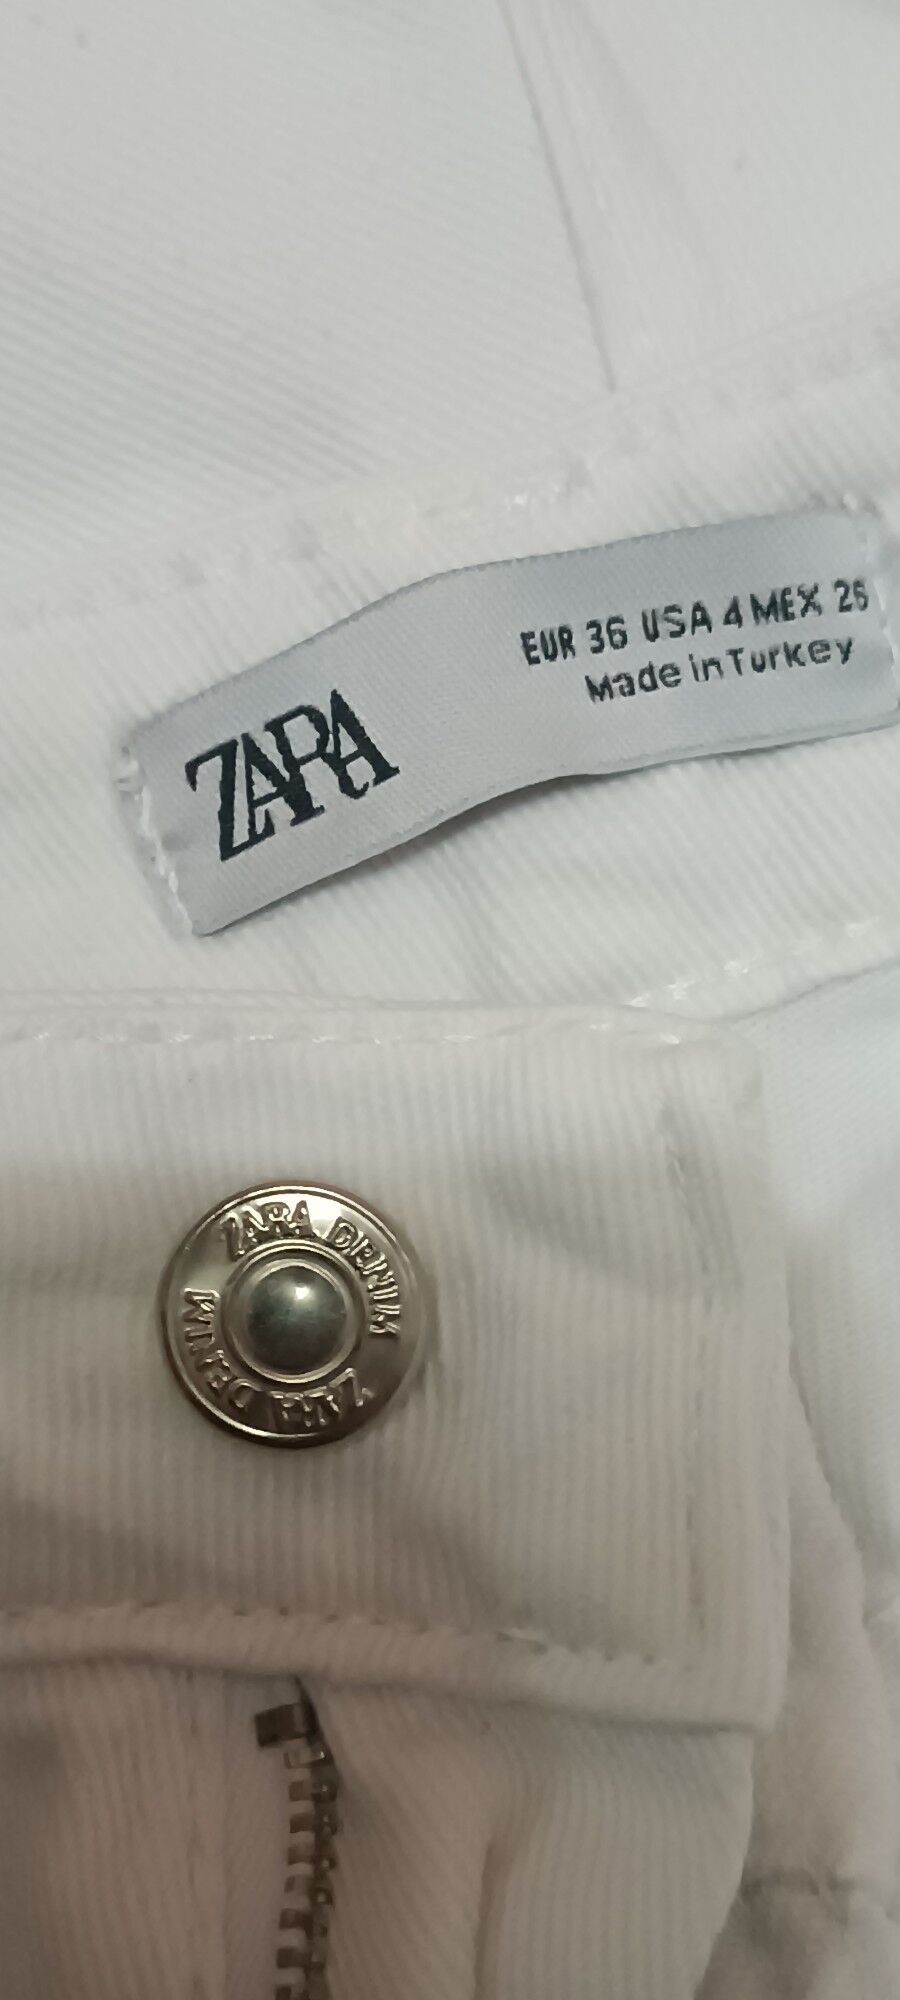 ZARA
EUR 36 USA 4 MEX 26
Made in Turkey
ZARA DENIM
ZARA DENIM